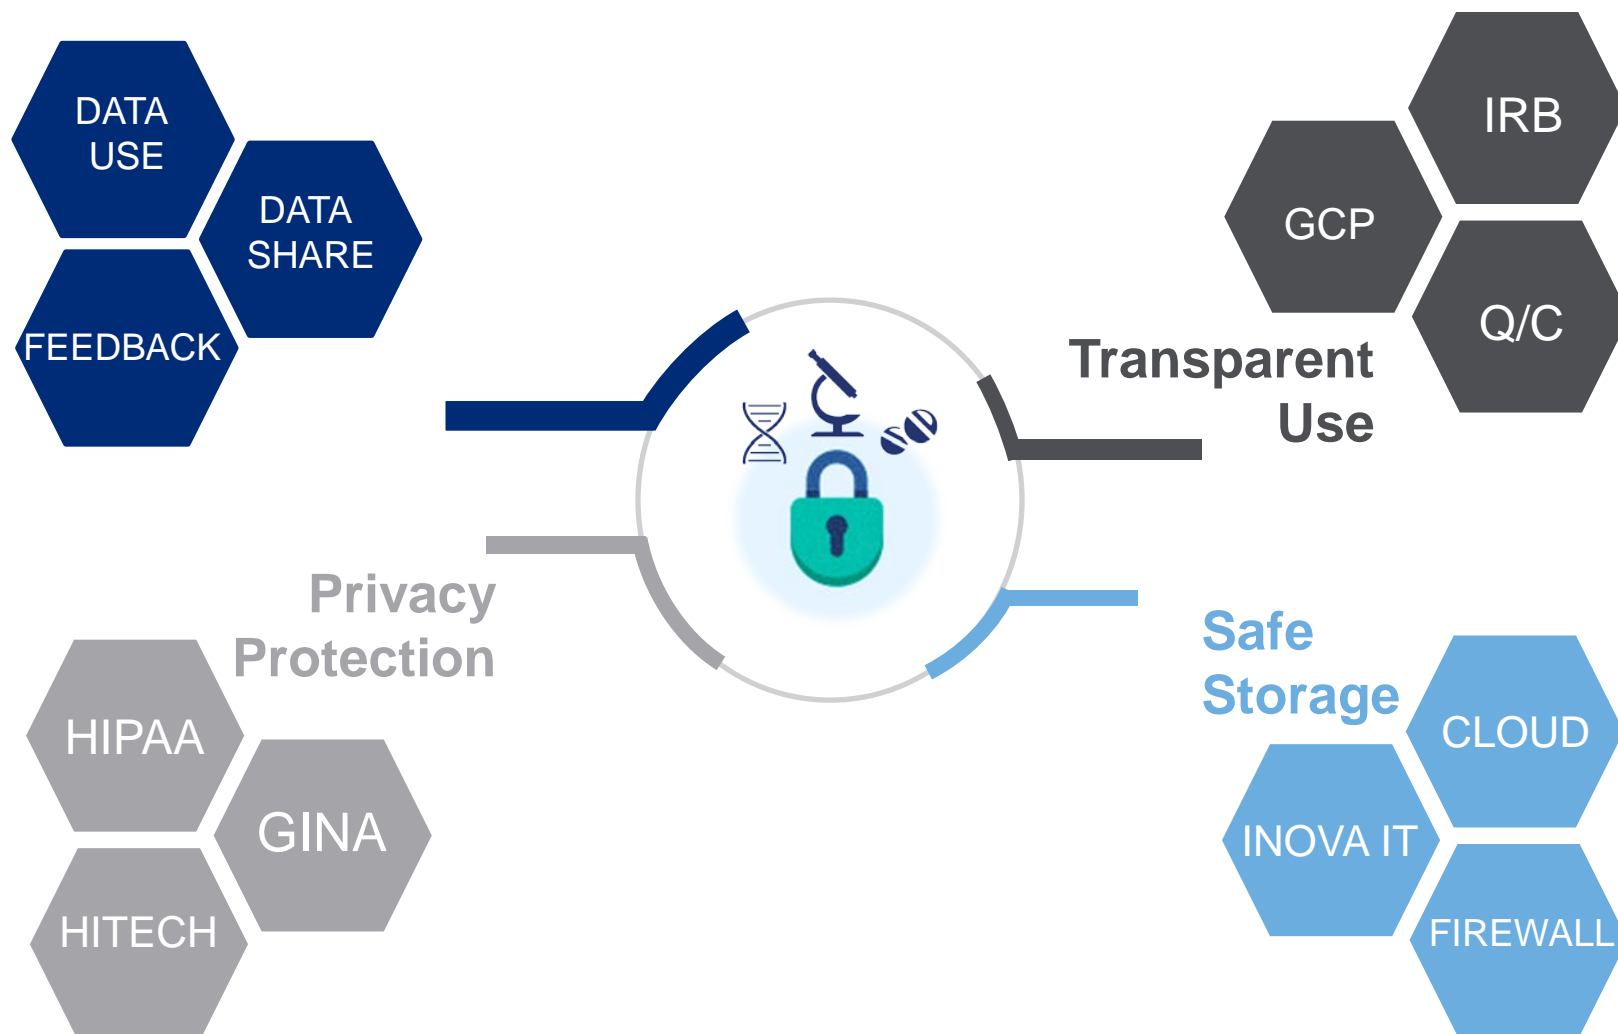 DATA
USE
DATA
SHARE
FEEDBACK
IRB
GCP
Q/C
Transparent
Use
Privacy
Protection
HIPAA
GINA
HITECH
Safe
Storage
CLOUD
INOVA IT
FIREWALL